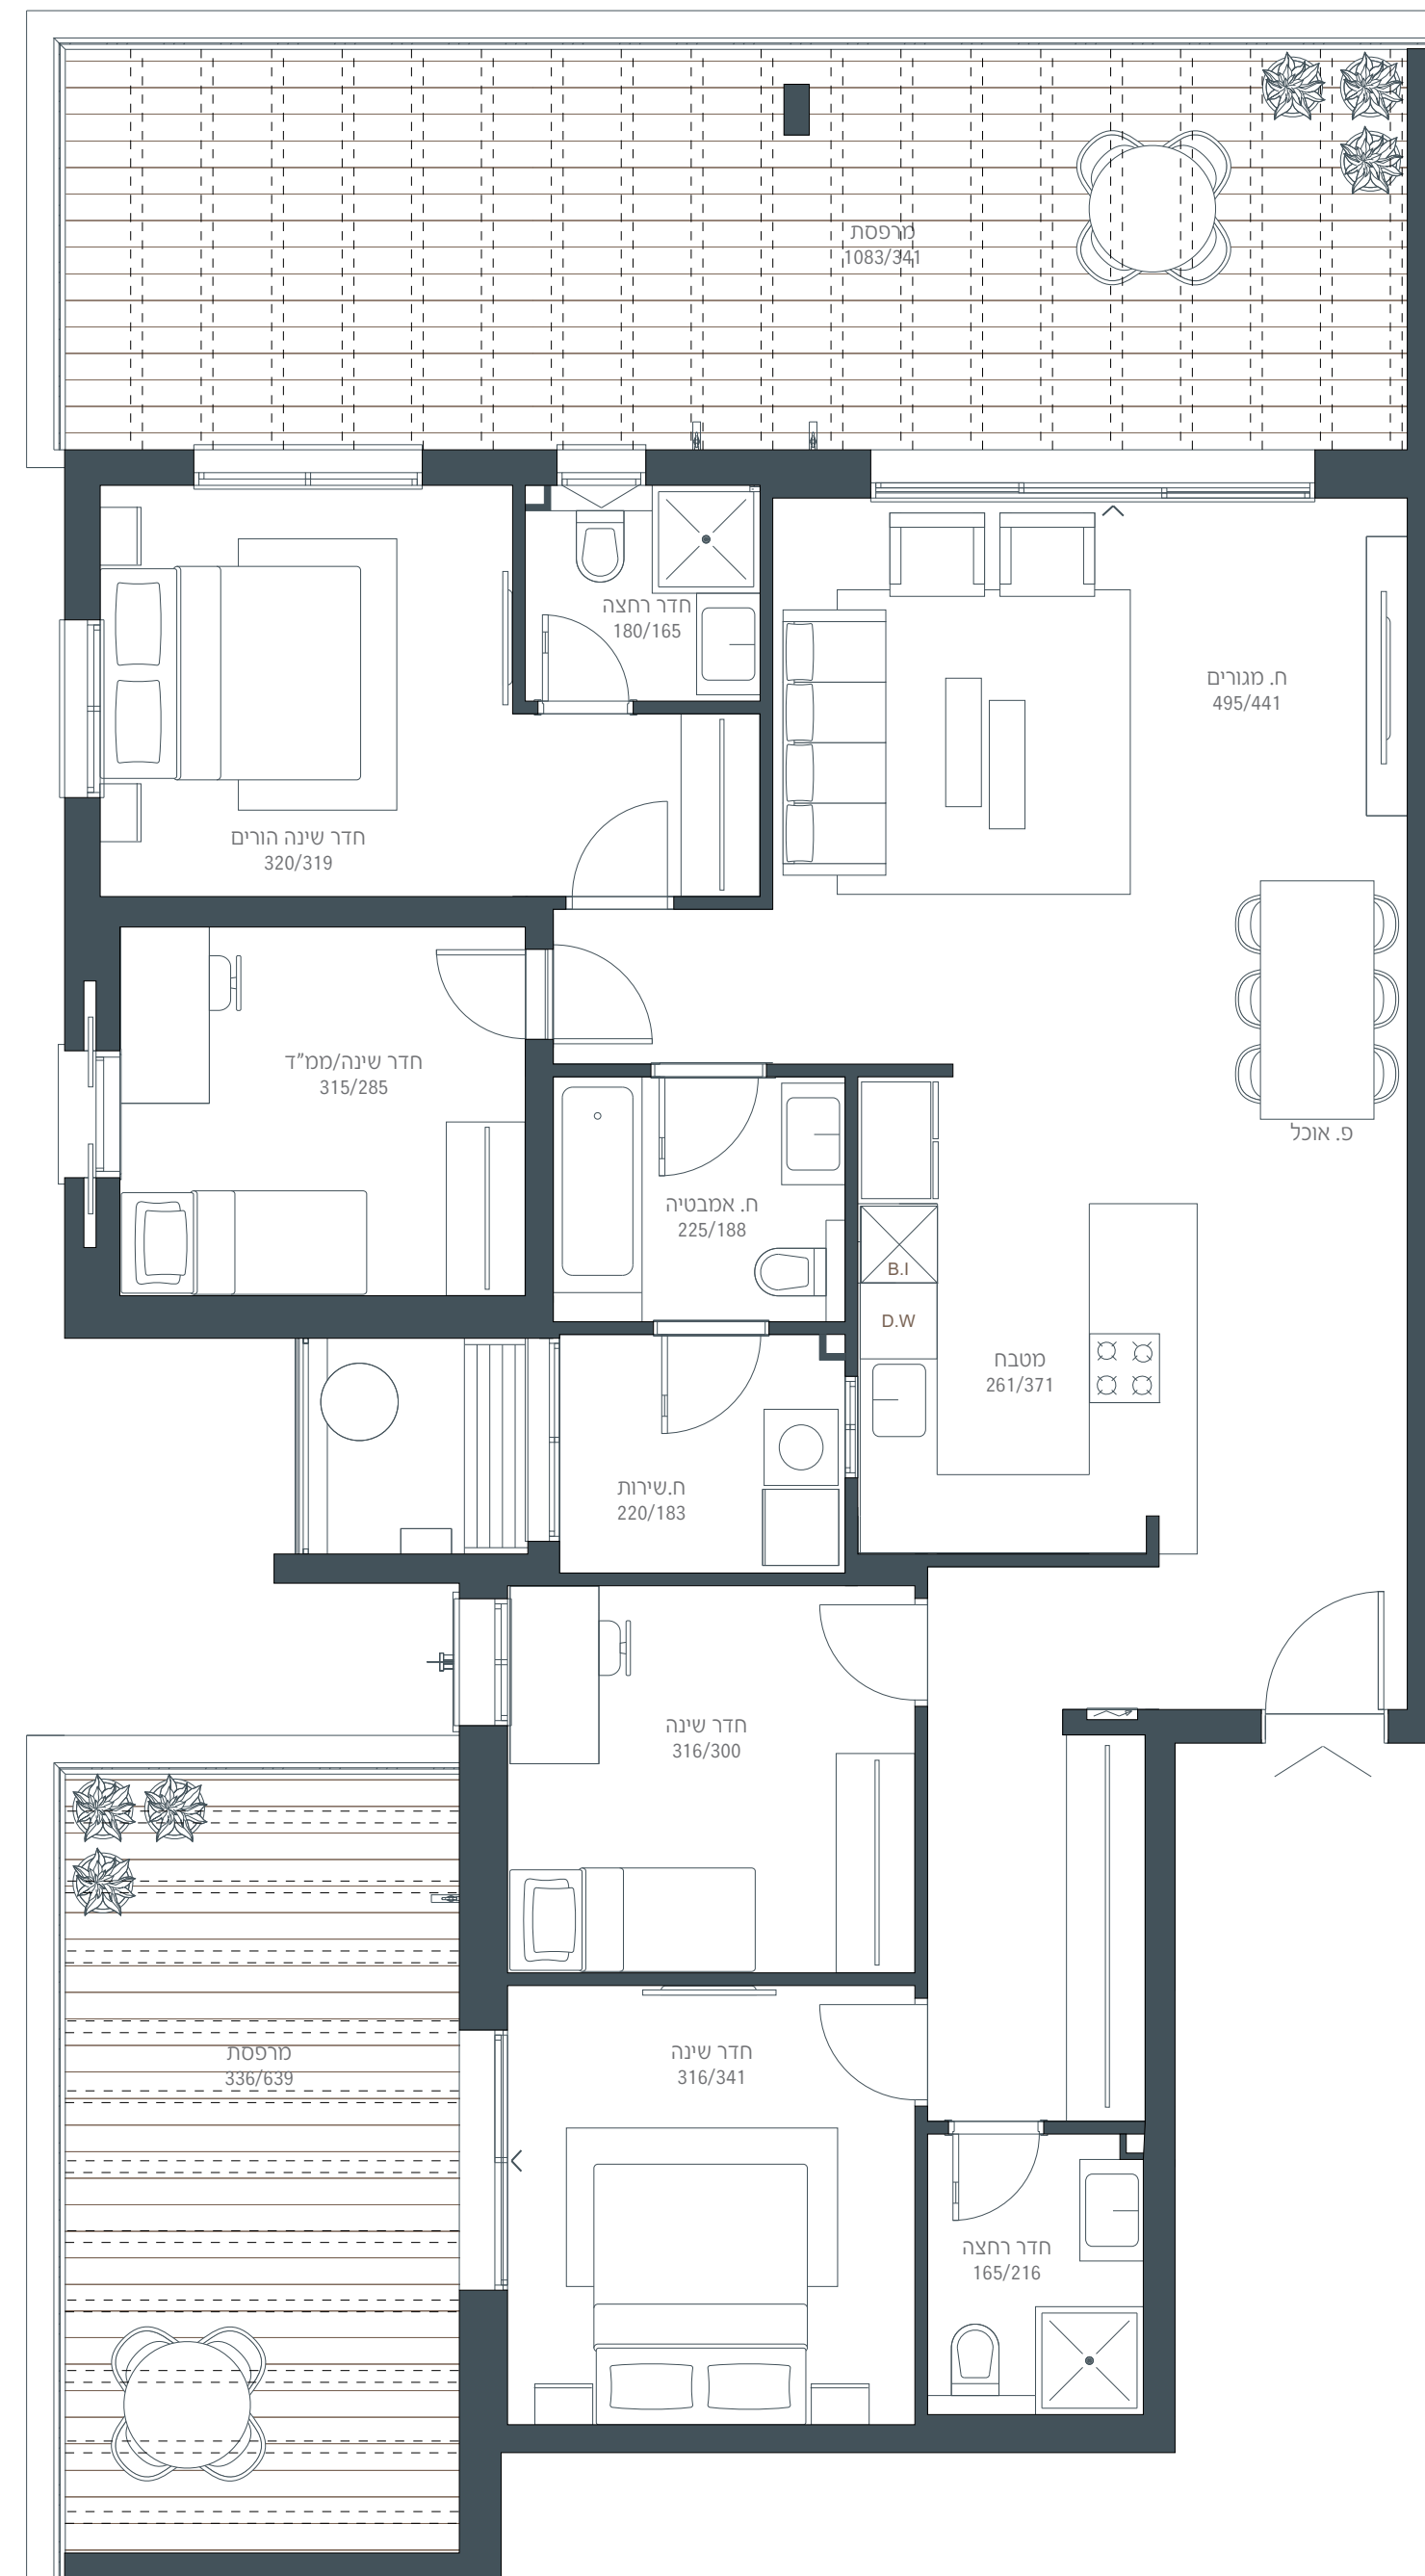 מרפסת
1083/341
חדר רחצה
180/165
ח. מגורים
495/441
חדר שינה הורים
320/319
חדר שינה/ממ"ד
315/285
פ. אוכל
ח. אמבטיה
225/188
B.I
D.W
מטבח
261/371
ח.שירות
220/183
חדר שינה
316/300
מרפסת
336/639
חדר שינה
316/341
חדר רחצה
165/216